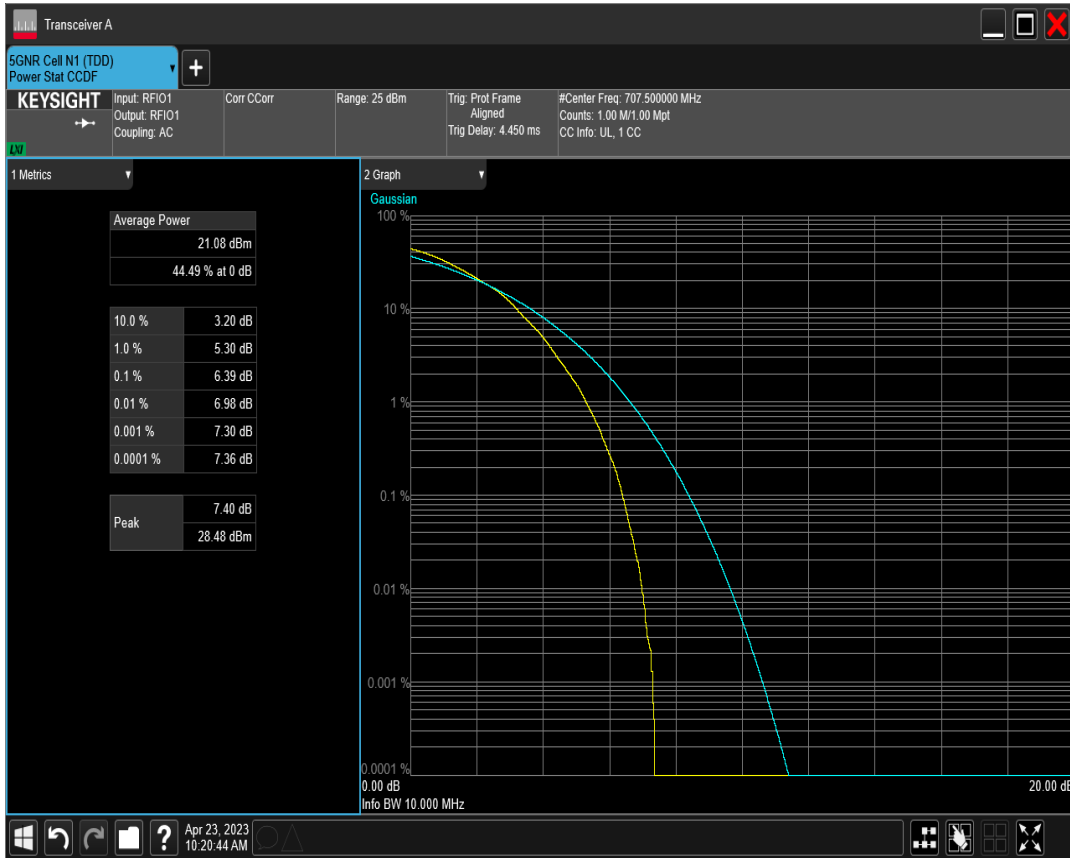 Transceiver A
5GNR Cell N1 (TDD)
Power Stat CCDF
+
KEYSIGHT
LXI
Input: RFIO1
Output: RFIO1
Coupling: AC
Corr CCorr
Range: 25 dBm
Trig: Prot Frame
Aligned
Trig Delay: 4.450 ms
#Center Freq: 707.500000 MHz
Counts: 1.00 M/1.00 Mpt
CC Info: UL, 1 CC
1 Metrics
Average Power
21.08 dBm
44.49 % at 0 dB
10.0 % 3.20 dB
1.0 % 5.30 dB
0.1 % 6.39 dB
0.01 % 6.98 dB
0.001 % 7.30 dB
0.0001 % 7.36 dB
Peak
7.40 dB
28.48 dBm
2 Graph
Gaussian
100 %
10 %
1 %
0.1 %
0.01 %
0.001 %
0.0001 %
0.00 dB
20.00 dB
Info BW 10.000 MHz
?
Apr 23, 2023
10:20:44 AM